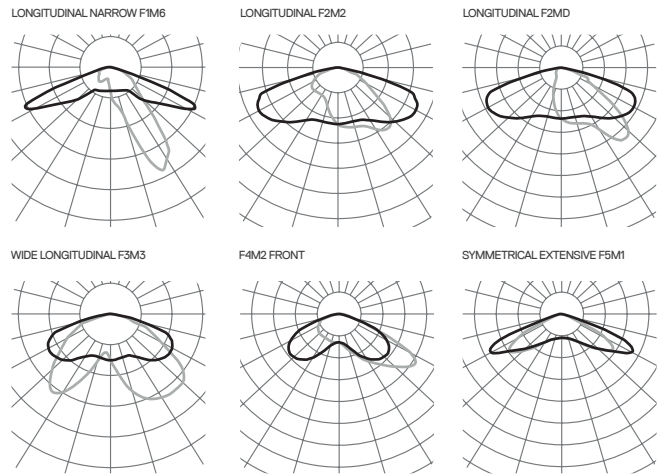 LONGITUDINAL NARROW F1M6
LONGITUDINAL F2M2
LONGITUDINAL F2MD
WIDE LONGITUDINAL F3M3
F4M2 FRONT
SYMMETRICAL EXTENSIVE F5M1